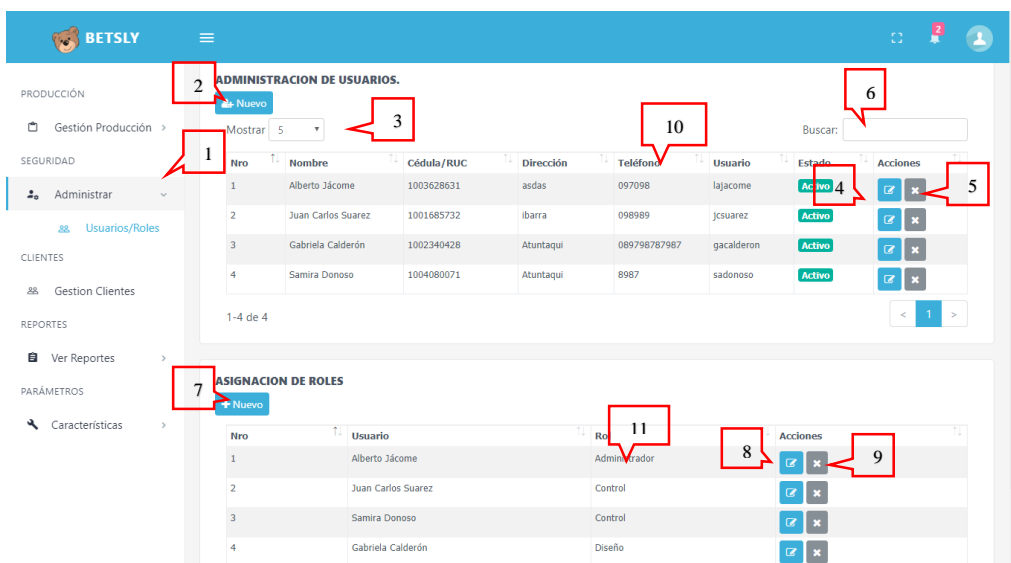 BETSLY
2
PRODUCCIÓN
Gestión Producción
SEGURIDAD
Administrar
Usuarios/Roles
CLIENTES
Gestion Clientes
REPORTES
Ver Reportes
PARÁMETROS
Características
1
2
ADMINISTRACION DE USUARIOS.
Nuevo
Mostrar 5
3
10
6
Buscar:
Nro Nombre Cédula/RUC Dirección Teléfono Usuario Estado Acciones
1 Alberto Jácome 1003628631 asdas 097098 lajacome Activo 4 5
2 Juan Carlos Suarez 1001685732 ibarra 098989 jcsuarez Activo
3 Gabriela Calderón 1002340428 Atuntaqui 089798787987 gacalderon Activo
4 Samira Donoso 1004080071 Atuntaqui 8987 sadonoso Activo
1-4 de 4
< 1 >
7
ASIGNACION DE ROLES
Nuevo
11
Nro Usuario Ro Acciones
1 Alberto Jácome Administrador 8 9
2 Juan Carlos Suarez Control
3 Samira Donoso Control
4 Gabriela Calderón Diseño